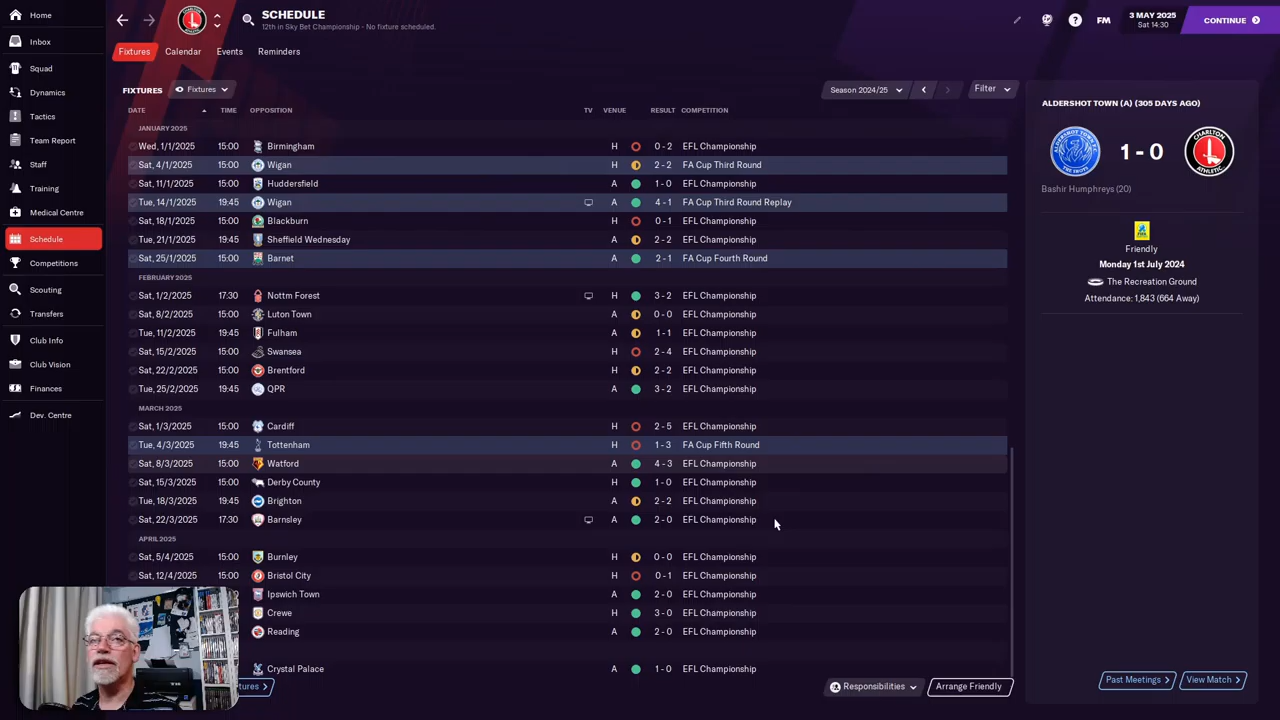 Home
Inbox
Squad
Dynamics
Tactics
Team Report
Staff
Training
Medical Centre
Schedule
Competitions
Scouting
Transfers
Club Info
Club Vision
Finances
Dev. Centre
SCHEDULE
12th in Sky Bet Championship - No fixture scheduled.
? FM 3 MAY 2025 Sat 14:30 CONTINUE
Fixtures Calendar Events Reminders
FIXTURES Fixtures Season 2024/25 Filter
DATE TIME OPPOSITION TV VENUE RESULT COMPETITION
JANUARY 2025
Wed, 1/1/2025 15:00 Birmingham H 0 - 2 EFL Championship
Sat, 4/1/2025 15:00 Wigan H 2 - 2 FA Cup Third Round
Sat, 11/1/2025 15:00 Huddersfield A 1 - 0 EFL Championship
Tue, 14/1/2025 19:45 Wigan A 4 - 1 FA Cup Third Round Replay
Sat, 18/1/2025 15:00 Blackburn H 0 - 1 EFL Championship
Tue, 21/1/2025 19:45 Sheffield Wednesday A 2 - 2 EFL Championship
Sat, 25/1/2025 15:00 Barnet A 2 - 1 FA Cup Fourth Round
FEBRUARY 2025
Sat, 1/2/2025 17:30 Nottm Forest H 3 - 2 EFL Championship
Sat, 8/2/2025 15:00 Luton Town A 0 - 0 EFL Championship
Tue, 11/2/2025 19:45 Fulham A 1 - 1 EFL Championship
Sat, 15/2/2025 15:00 Swansea H 2 - 4 EFL Championship
Sat, 22/2/2025 15:00 Brentford H 2 - 2 EFL Championship
Tue, 25/2/2025 19:45 QPR A 3 - 2 EFL Championship
MARCH 2025
Sat, 1/3/2025 15:00 Cardiff H 2 - 5 EFL Championship
Tue, 4/3/2025 19:45 Tottenham H 1 - 3 FA Cup Fifth Round
Sat, 8/3/2025 15:00 Watford A 4 - 3 EFL Championship
Sat, 15/3/2025 15:00 Derby County H 1 - 0 EFL Championship
Tue, 18/3/2025 19:45 Brighton A 2 - 2 EFL Championship
Sat, 22/3/2025 17:30 Barnsley A 2 - 0 EFL Championship
APRIL 2025
Sat, 5/4/2025 15:00 Burnley H 0 - 0 EFL Championship
Sat, 12/4/2025 15:00 Bristol City H 0 - 1 EFL Championship
Ipswich Town A 2 - 0 EFL Championship
Crewe H 3 - 0 EFL Championship
Reading A 2 - 0 EFL Championship
Crystal Palace A 1 - 0 EFL Championship
tures Responsibilities Arrange Friendly
ALDERSHOT TOWN (A) (305 DAYS AGO)
1 - 0
Bashir Humphreys (20)
Friendly
Monday 1st July 2024
The Recreation Ground
Attendance: 1,843 (664 Away)
Past Meetings View Match